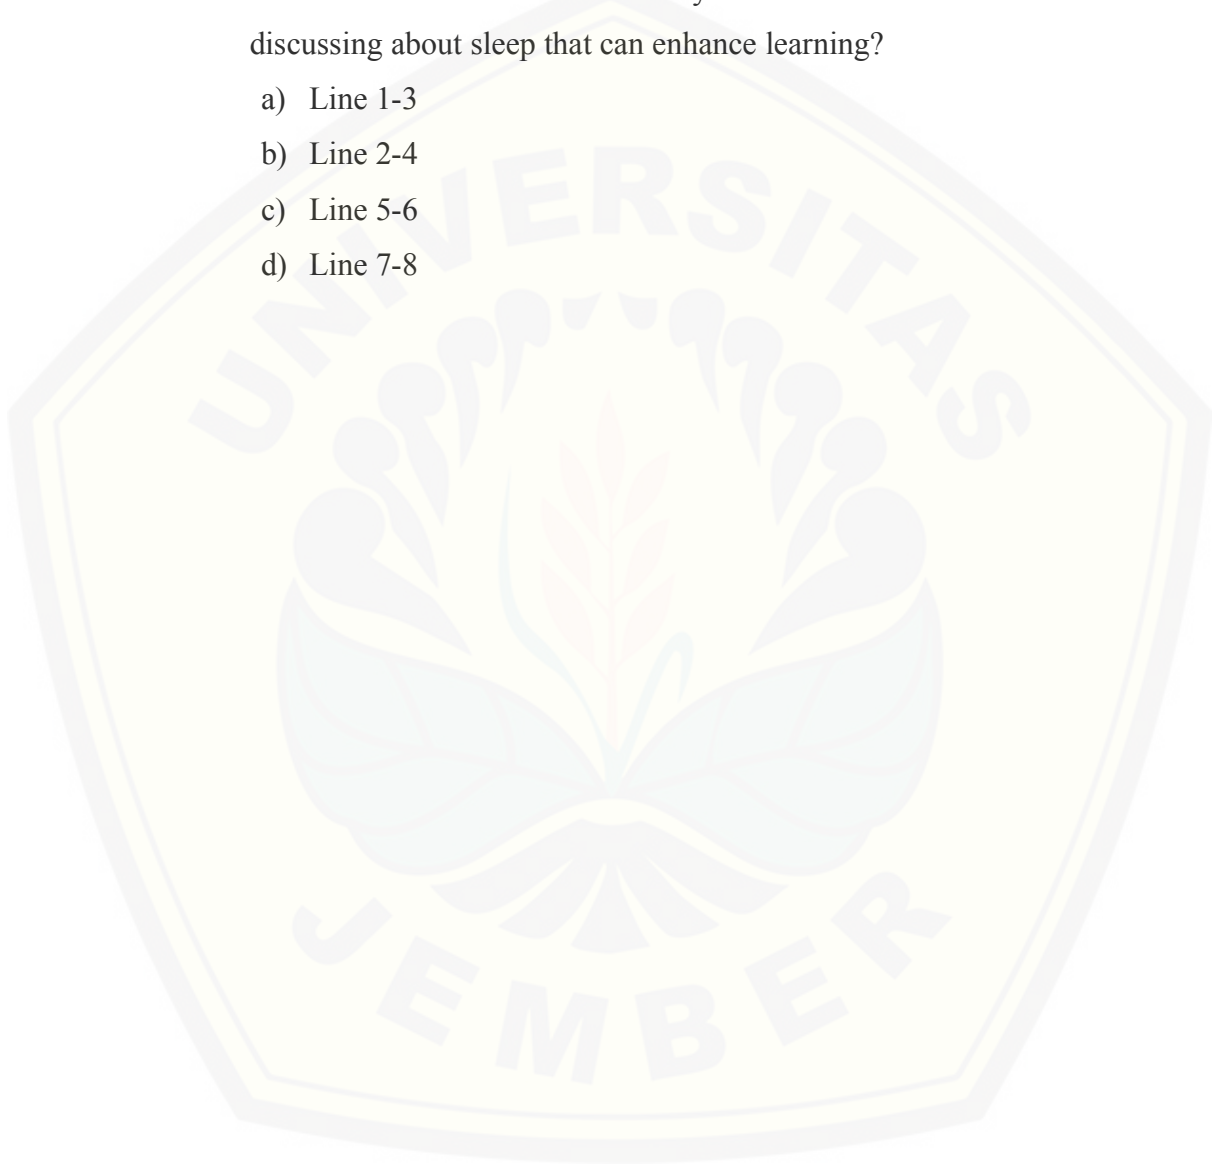 discussing about sleep that can enhance learning?
a) Line 1-3
b) Line 2-4
c) Line 5-6
d) Line 7-8
UNIVERSITAS
JEMBER